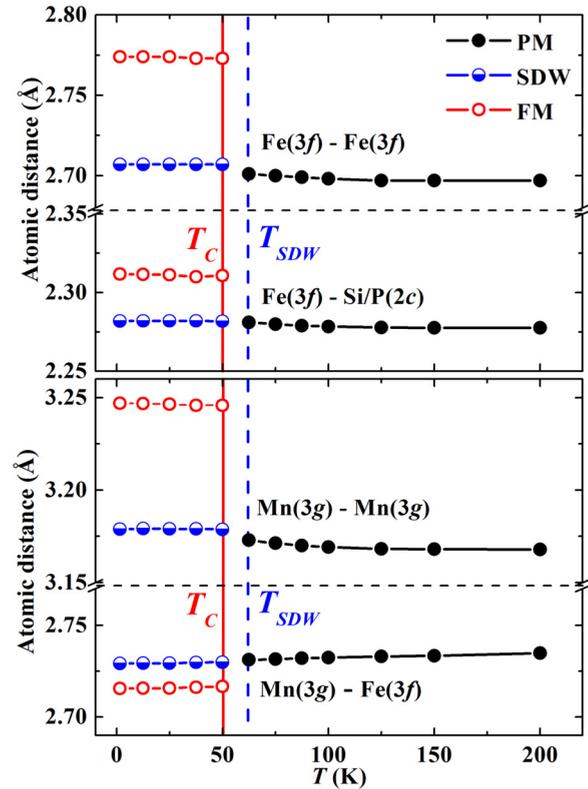 2.80
PM
SDW
FM
2.75
Fe(3f) - Fe(3f)
2.70
2.35
T_C T_SDW
2.30
Fe(3f) - Si/P(2c)
2.25
Atomic distance (Å)
3.25
3.20
Mn(3g) - Mn(3g)
3.15
T_C T_SDW
2.75
Mn(3g) - Fe(3f)
2.70
Atomic distance (Å)
0 50 100 150 200
T (K)